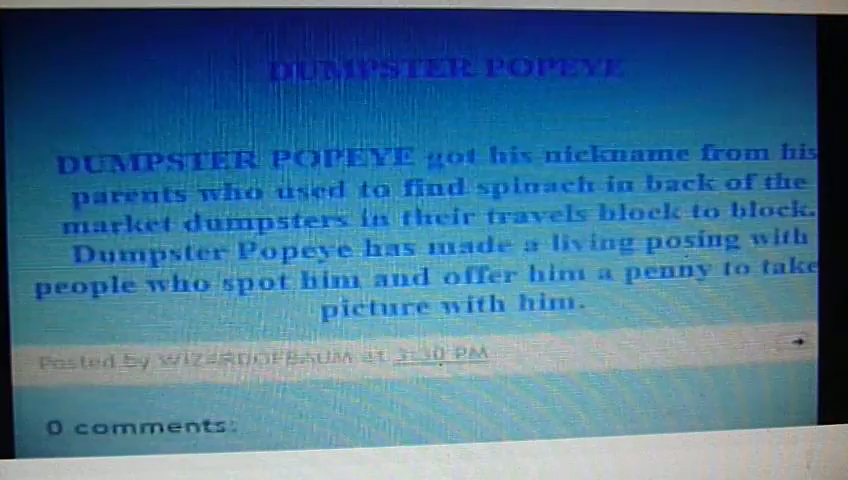 DUMPSTER POPEYE
DUMPSTER POPEYE got his nickname from his
parents who used to find spinach in back of the
market dumpsters in their travels block to block.
Dumpster Popeye has made a living posing with
people who spot him and offer him a penny to take
picture with him.
Posted by WIZARDOFBAUM at 3:30 PM
0 comments: